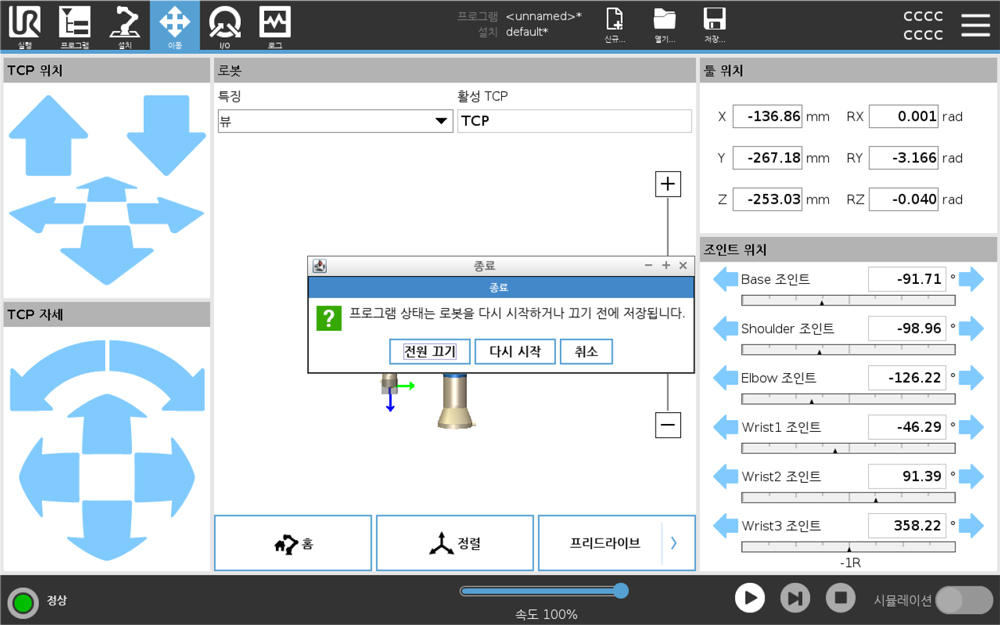 UR
실행
프로그램
설치
이동
I/O
로그
프로그램 <unnamed>*
설치 default*
신규...
열기...
저장...
CCCC
CCCC
TCP 위치
로봇
특징
활성 TCP
뷰
TCP
+
−
툴 위치
X -136.86 mm RX 0.001 rad
Y -267.18 mm RY -3.166 rad
Z -253.03 mm RZ -0.040 rad
조인트 위치
Base 조인트 -91.71 °
Shoulder 조인트 -98.96 °
Elbow 조인트 -126.22 °
Wrist1 조인트 -46.29 °
Wrist2 조인트 91.39 °
Wrist3 조인트 358.22 °
-1R
TCP 자세
종료
종료
?
프로그램 상태는 로봇을 다시 시작하거나 끄기 전에 저장됩니다.
전원 끄기
다시 시작
취소
홈
정렬
프리드라이브
정상
속도 100%
시뮬레이션